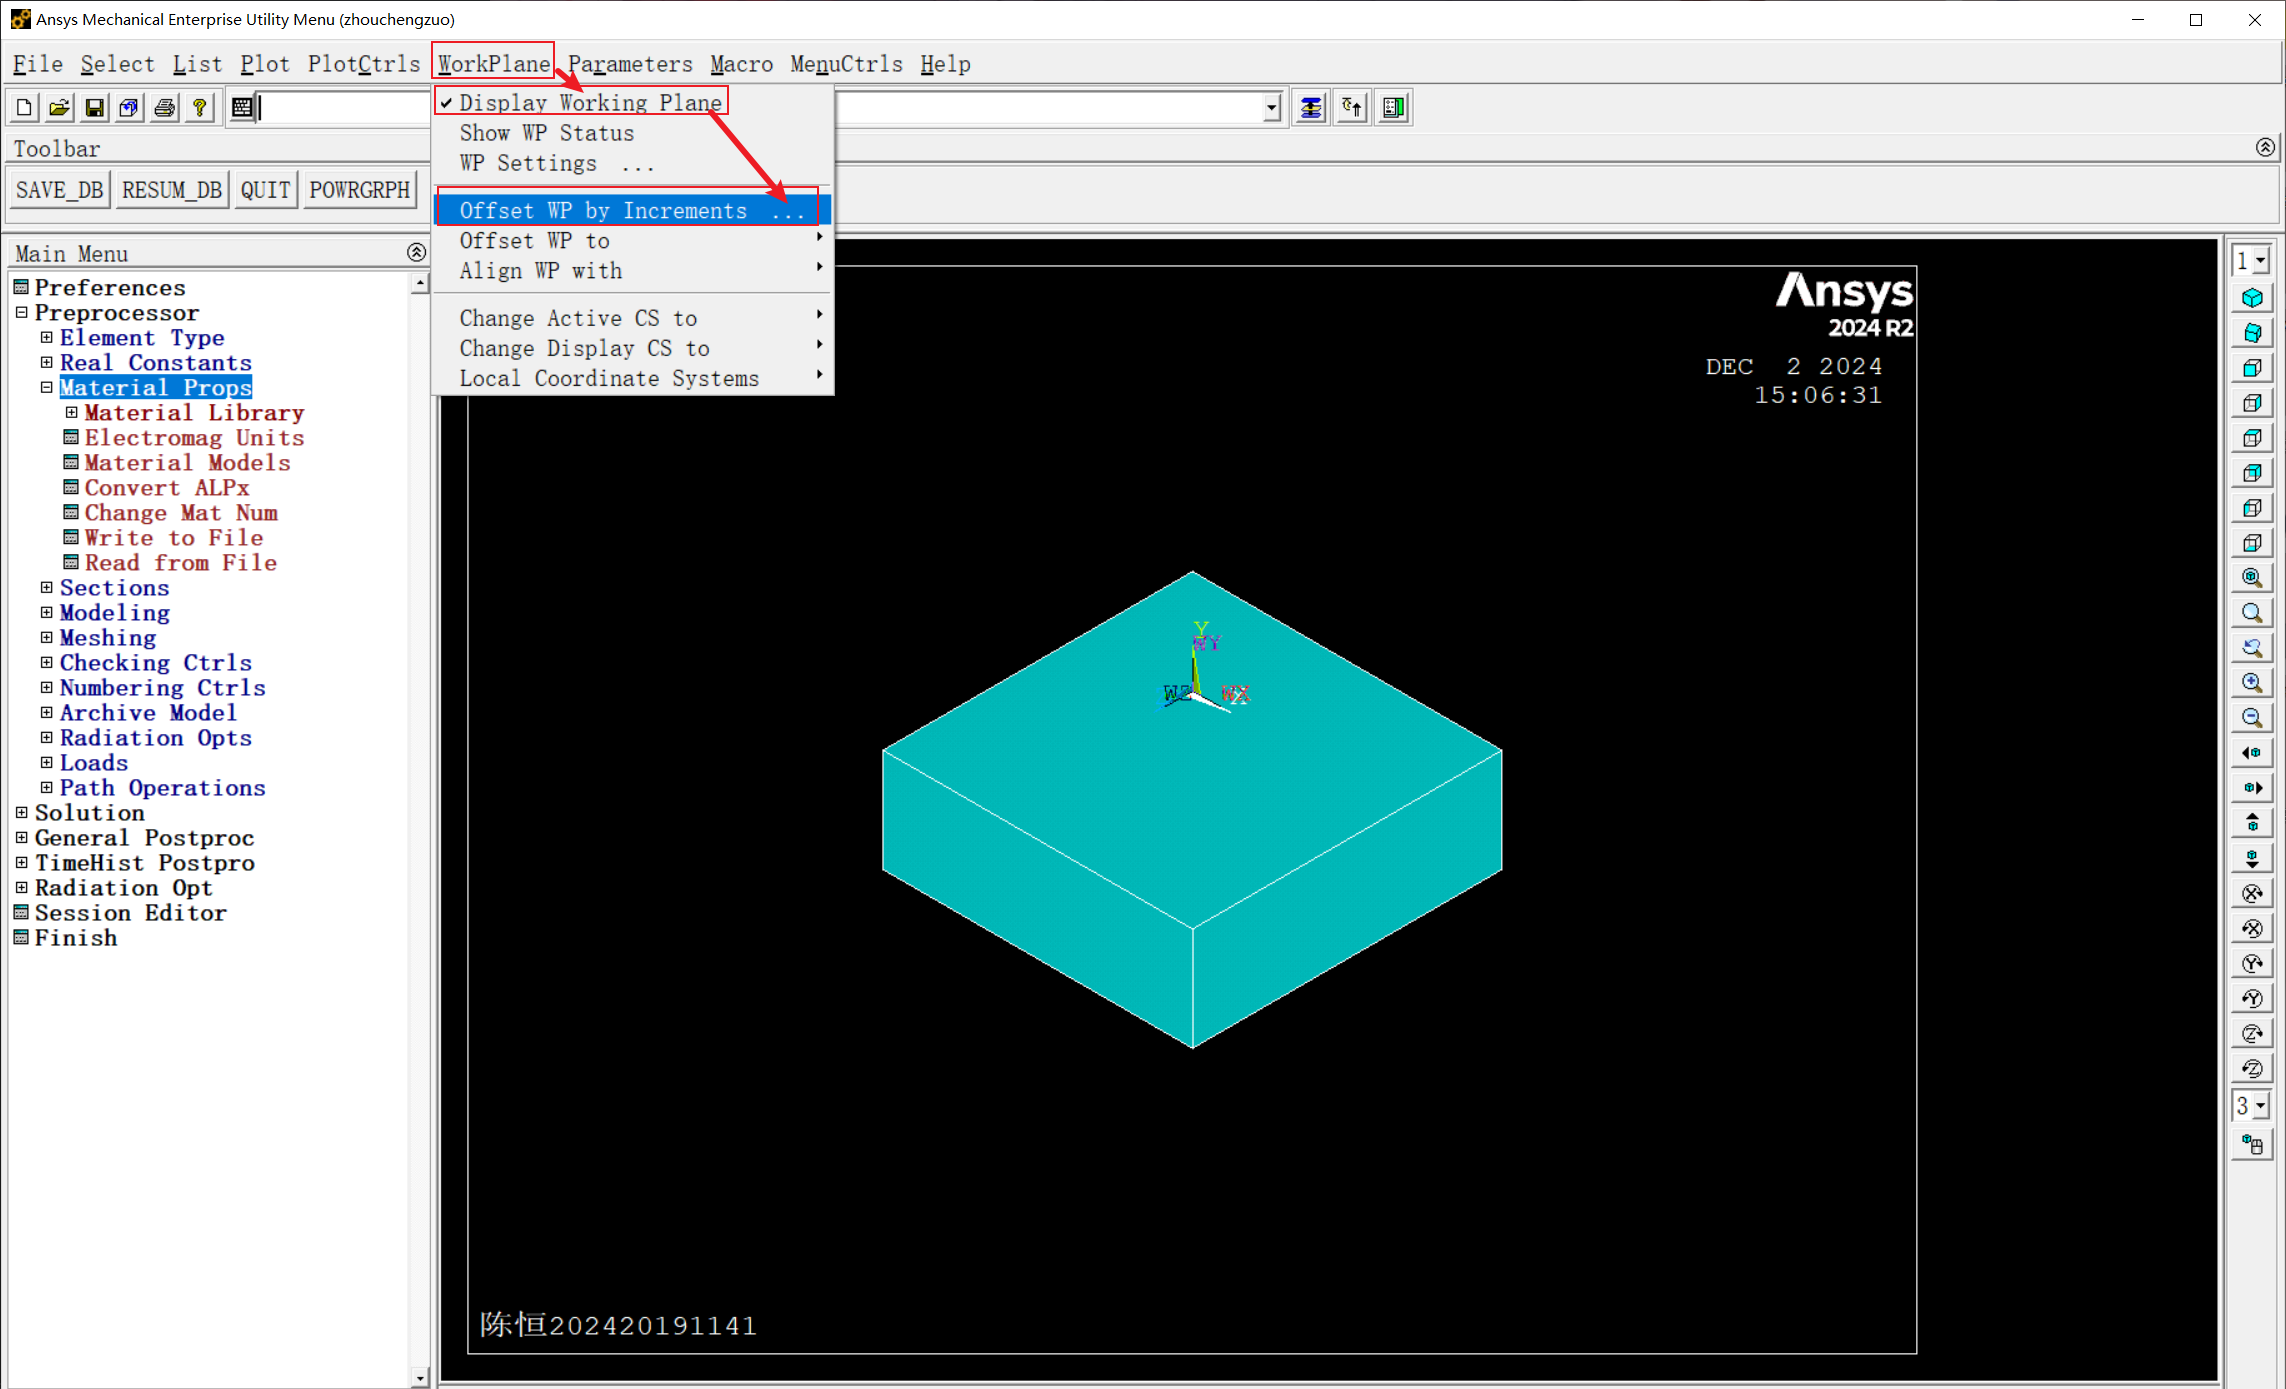 Ansys Mechanical Enterprise Utility Menu (zhouchengzuo)
File Select List Plot PlotCtrls WorkPlane Parameters Macro MenuCtrls Help
✓ Display Working Plane
Show WP Status
WP Settings ...
Offset WP by Increments ...
Offset WP to
Align WP with
Change Active CS to
Change Display CS to
Local Coordinate Systems
Toolbar
SAVE_DB RESUM_DB QUIT POWRGRPH
Main Menu
Preferences
Preprocessor
Element Type
Real Constants
Material Props
Material Library
Electromag Units
Material Models
Convert ALPx
Change Mat Num
Write to File
Read from File
Sections
Modeling
Meshing
Checking Ctrls
Numbering Ctrls
Archive Model
Radiation Opts
Loads
Path Operations
Solution
General Postproc
TimeHist Postpro
Radiation Opt
Session Editor
Finish
Ansys
2024 R2
DEC 2 2024
15:06:31
Y
WY
WZ
WX
陈恒202420191141
1
3